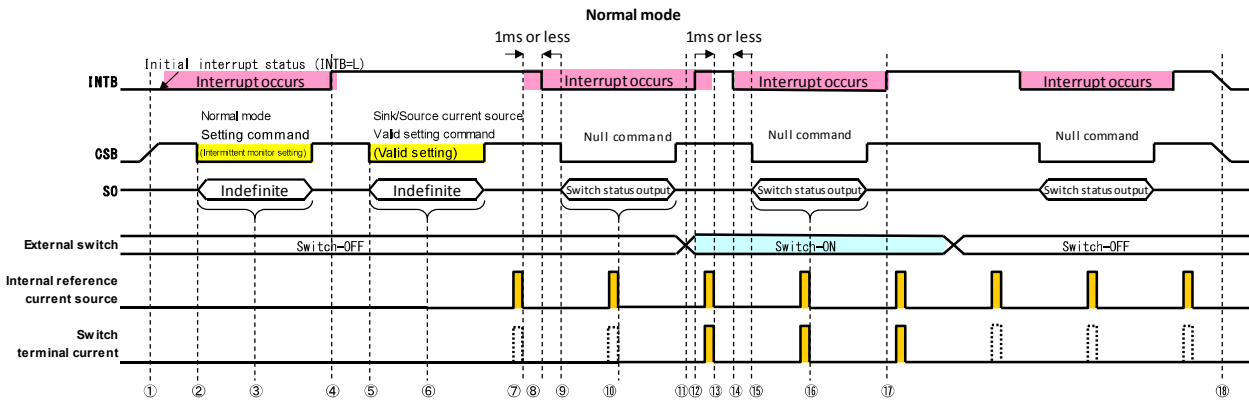 Normal mode
1ms or less
1ms or less
Initial interrupt status (INTB=L)
INTB
Interrupt occurs
Interrupt occurs
Interrupt occurs
Interrupt occurs
Normal mode
Setting command
(Intermittent monitor setting)
Sink/Source current source
Valid setting command
(Valid setting)
Null command
Null command
Null command
CSB
SO
Indefinite
Indefinite
Switch status output
Switch status output
Switch status output
External switch
Switch-OFF
Switch-ON
Switch-OFF
Internal reference
current source
Switch
terminal current
① ② ③ ④ ⑤ ⑥ ⑦ ⑧ ⑨ ⑩ ⑪ ⑫ ⑬ ⑭ ⑮ ⑯ ⑰ ⑱